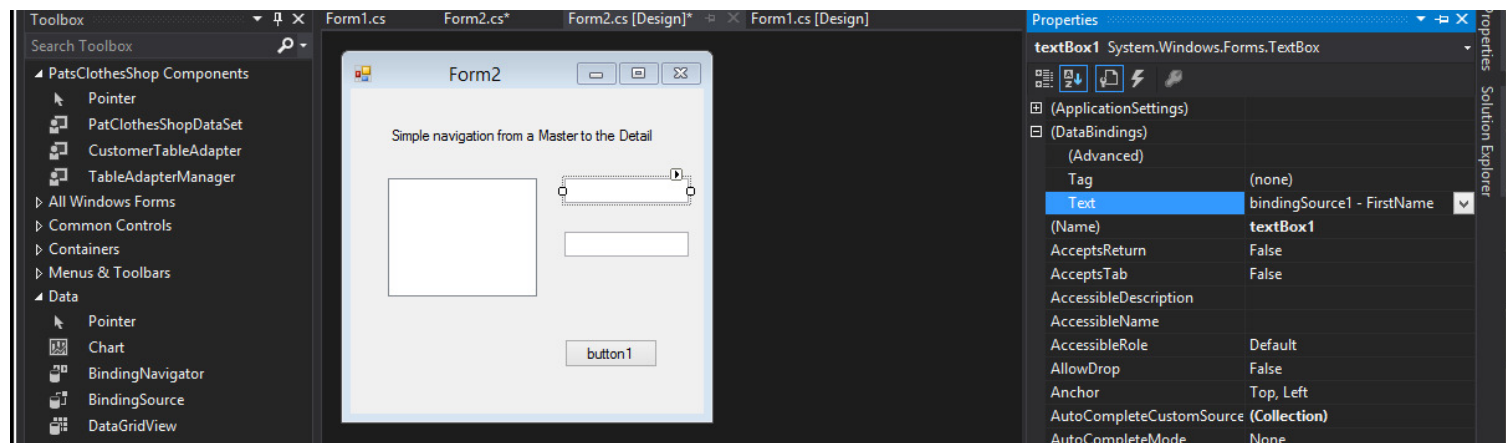 Toolbox
Search Toolbox
PatsClothesShop Components
Pointer
PatClothesShopDataSet
CustomerTableAdapter
TableAdapterManager
All Windows Forms
Common Controls
Containers
Menus & Toolbars
Data
Pointer
Chart
BindingNavigator
BindingSource
DataGridView
Form1.cs Form2.cs* Form2.cs [Design]* Form1.cs [Design]
Form2
Simple navigation from a Master to the Detail
button1
Properties
textBox1 System.Windows.Forms.TextBox
(ApplicationSettings)
(DataBindings)
(Advanced)
Tag (none)
Text bindingSource1 - FirstName
(Name) textBox1
AcceptsReturn False
AcceptsTab False
AccessibleDescription
AccessibleName
AccessibleRole Default
AllowDrop False
Anchor Top, Left
AutoCompleteCustomSource (Collection)
AutoCompleteMode None
Properties
Solution Explorer